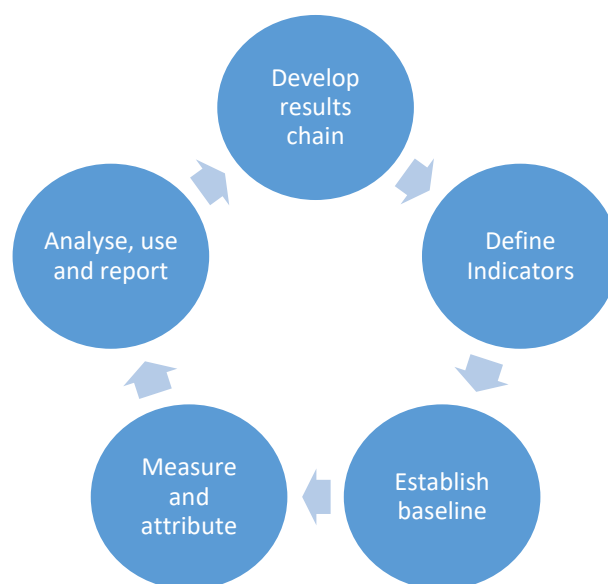 Develop
results
chain
Define
Indicators
Establish
baseline
Measure
and
attribute
Analyse, use
and report